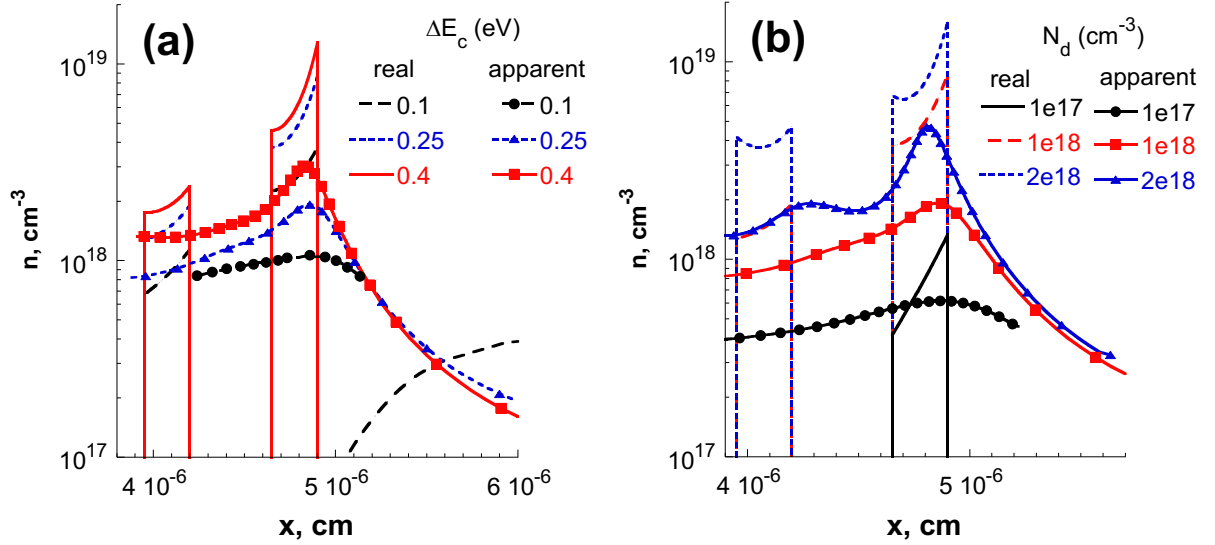 (a)
ΔE_c (eV)
real apparent
0.1 0.1
0.25 0.25
0.4 0.4
10^19
10^18
10^17
n, cm^-3
4 10^-6 5 10^-6 6 10^-6
x, cm
(b)
N_d (cm^-3)
real apparent
1e17 1e17
1e18 1e18
2e18 2e18
10^19
10^18
10^17
n, cm^-3
4 10^-6 5 10^-6
x, cm